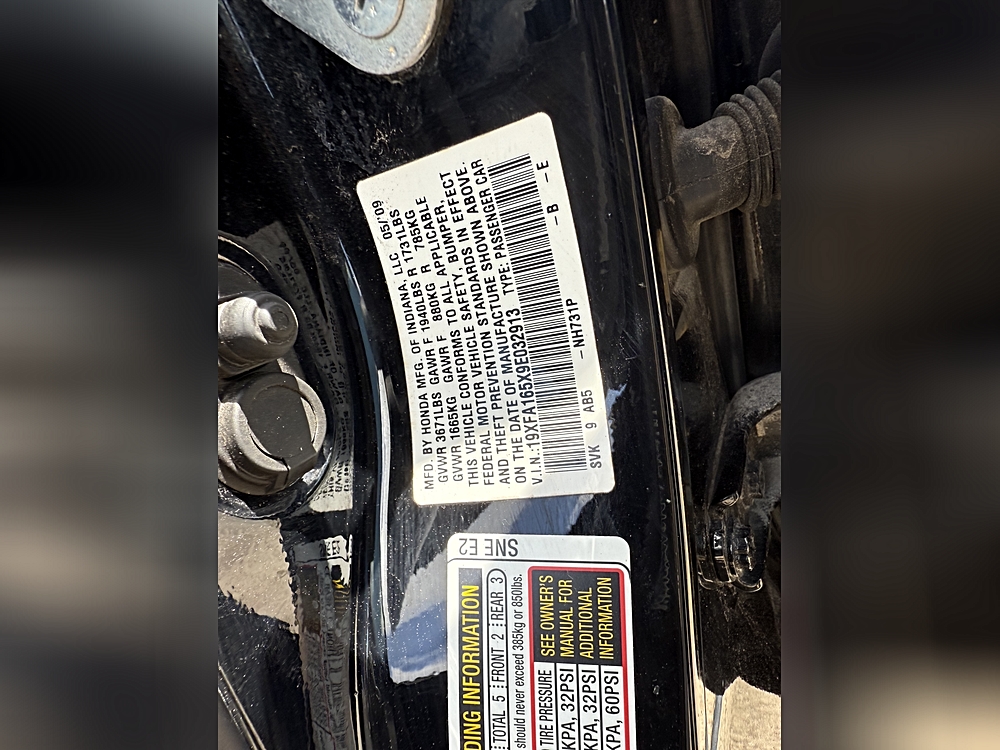 MFD. BY HONDA MFG. OF INDIANA, LLC 05/'09
GVWR 3671LBS GAWR F 1940LBS R 1731LBS
GVWR 1665KG GAWR F 880KG R 785KG
THIS VEHICLE CONFORMS TO ALL APPLICABLE
FEDERAL MOTOR VEHICLE SAFETY, BUMPER,
AND THEFT PREVENTION STANDARDS IN EFFECT
ON THE DATE OF MANUFACTURE SHOWN ABOVE.
V.I.N.:19XFA165X9E032913 TYPE: PASSENGER CAR
SVK 9 AB5 -NH731P -B -E
SNE E2
DING INFORMATION
TOTAL 5 FRONT 2 REAR 3
should never exceed 385kg or 850lbs.
TIRE PRESSURE
SEE OWNER'S
MANUAL FOR
ADDITIONAL
INFORMATION
KPA, 32PSI
KPA, 32PSI
KPA, 60PSI